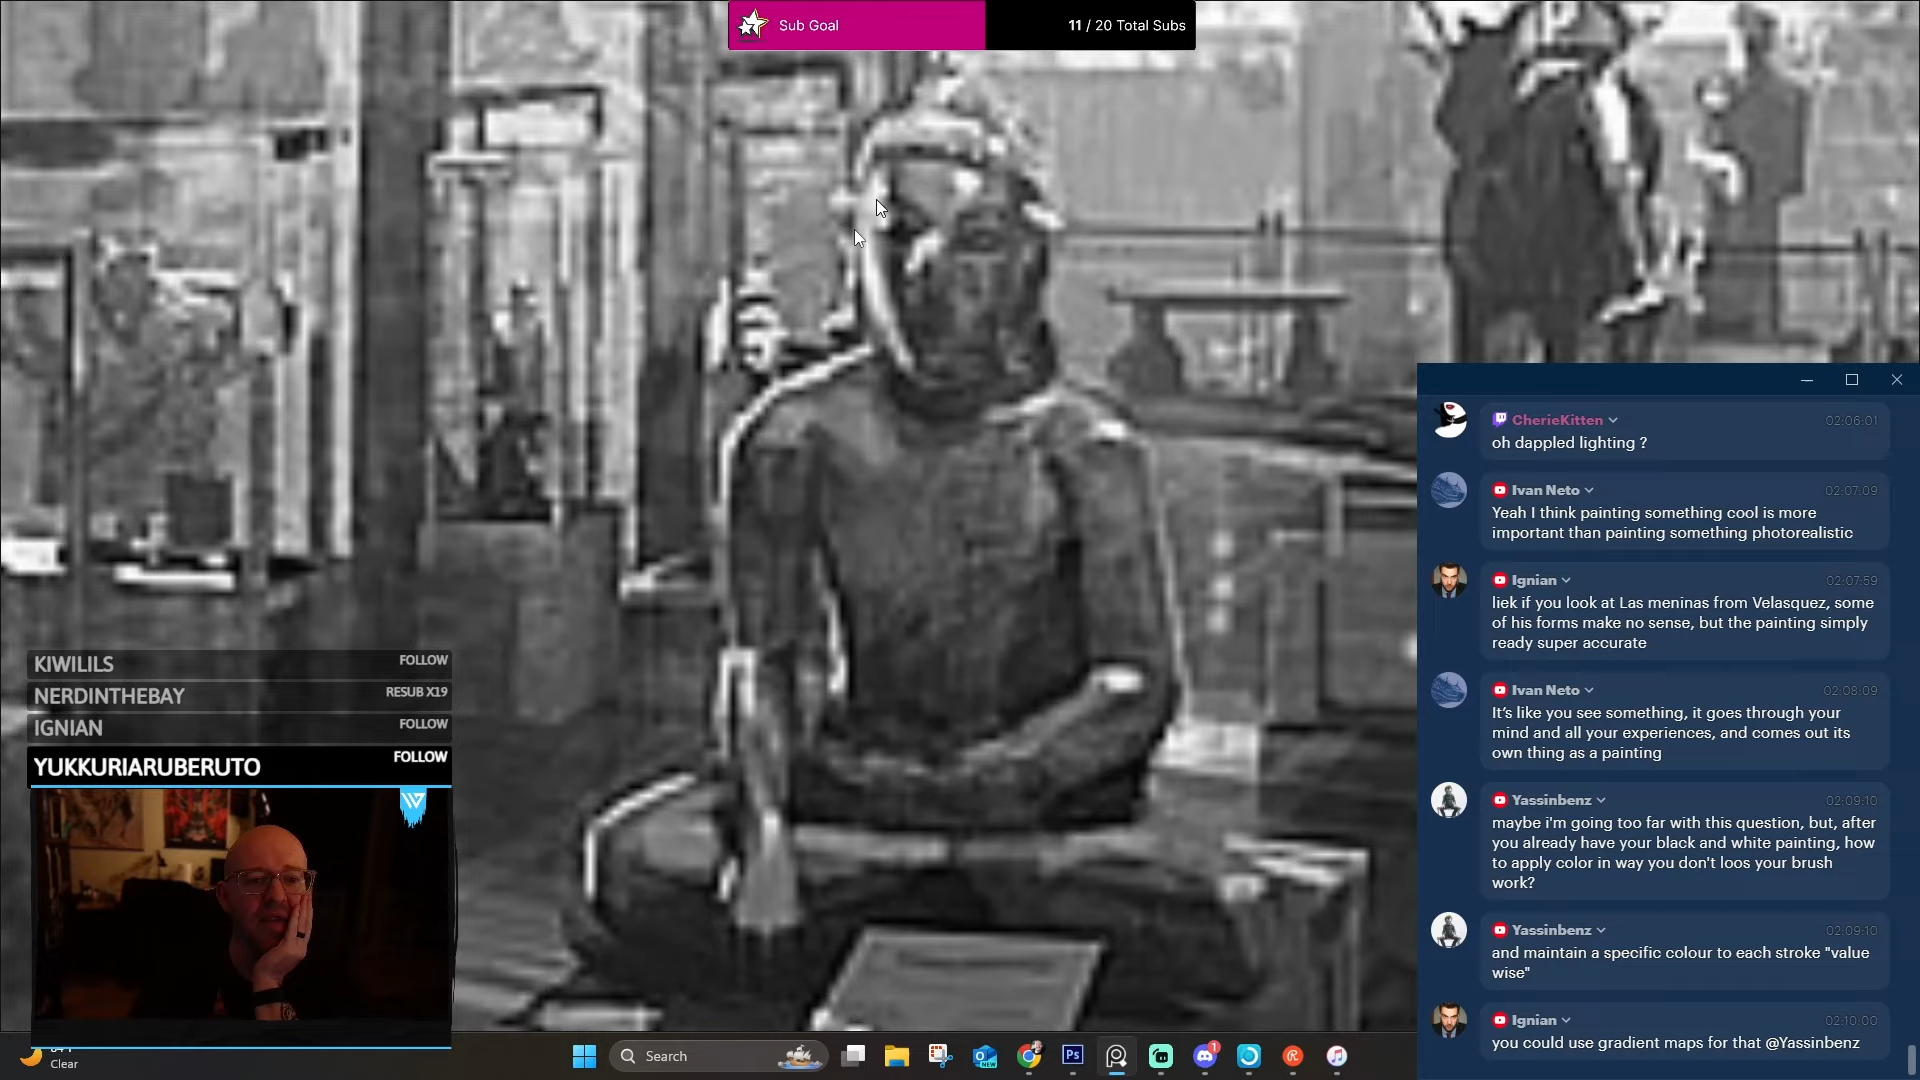 Sub Goal
11 / 20 Total Subs
CherieKitten
02:06:01
oh dappled lighting ?
Ivan Neto
02:07:09
Yeah I think painting something cool is more
important than painting something photorealistic
Ignian
02:07:59
liek if you look at Las meninas from Velasquez, some
of his forms make no sense, but the painting simply
ready super accurate
Ivan Neto
02:08:09
It’s like you see something, it goes through your
mind and all your experiences, and comes out its
own thing as a painting
Yassinbenz
02:09:10
maybe i'm going too far with this question, but, after
you already have your black and white painting, how
to apply color in way you don't loos your brush
work?
Yassinbenz
02:09:10
and maintain a specific colour to each stroke "value
wise"
Ignian
02:10:00
you could use gradient maps for that @Yassinbenz
KIWILILS
FOLLOW
NERDINTHEBAY
RESUB X19
IGNIAN
FOLLOW
YUKKURIARUBERUTO
FOLLOW
Clear
Search
NEW
Ps
1